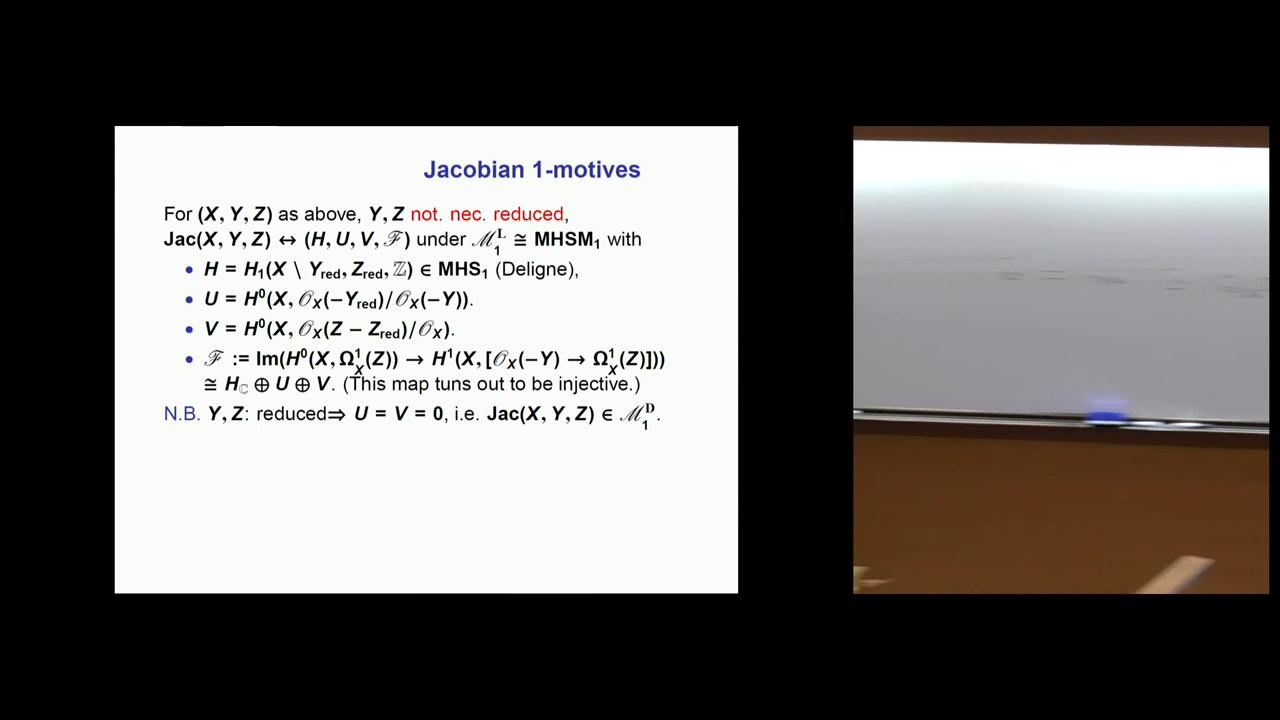 Jacobian 1-motives
For (X, Y, Z) as above, Y, Z not. nec. reduced,
Jac(X, Y, Z) ↔ (H, U, V, ℱ) under ℳ₁ᴸ ≅ MHSM₁ with
• H = H₁(X \ Y_red, Z_red, ℤ) ∈ MHS₁ (Deligne),
• U = H⁰(X, 𝒪_X(−Y_red)/𝒪_X(−Y)).
• V = H⁰(X, 𝒪_X(Z − Z_red)/𝒪_X).
• ℱ := Im(H⁰(X, Ω¹_X(Z)) → H¹(X, [𝒪_X(−Y) → Ω¹_X(Z)]))
≅ H_ℂ ⊕ U ⊕ V. (This map tuns out to be injective.)
N.B. Y, Z: reduced⇒ U = V = 0, i.e. Jac(X, Y, Z) ∈ ℳ₁ᴰ.